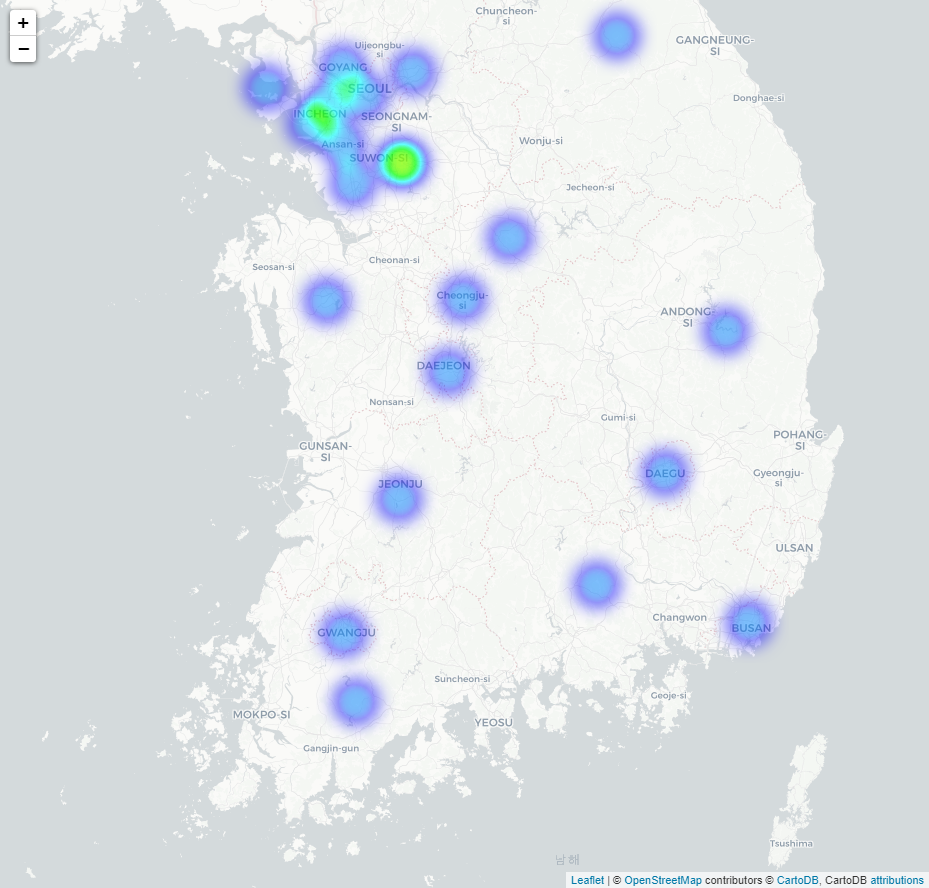 +
−
Chuncheon-
si
GANGNEUNG-
SI
Uijeongbu-
si
GOYANG
SEOUL
Donghae-si
INCHEON
SEONGNAM-
SI
Ansan-si
Wonju-si
SUWON-SI
Jecheon-si
Cheonan-si
Seosan-si
Cheongju-
si
ANDONG-
SI
DAEJEON
Nonsan-si
Gumi-si
GUNSAN-
SI
POHANG-
SI
DAEGU
Gyeongju-
si
JEONJU
ULSAN
Changwon
BUSAN
GWANGJU
Suncheon-si
Geoje-si
MOKPO-SI
YEOSU
Gangjin-gun
Tsushima
남해
Leaflet | © OpenStreetMap contributors © CartoDB, CartoDB attributions